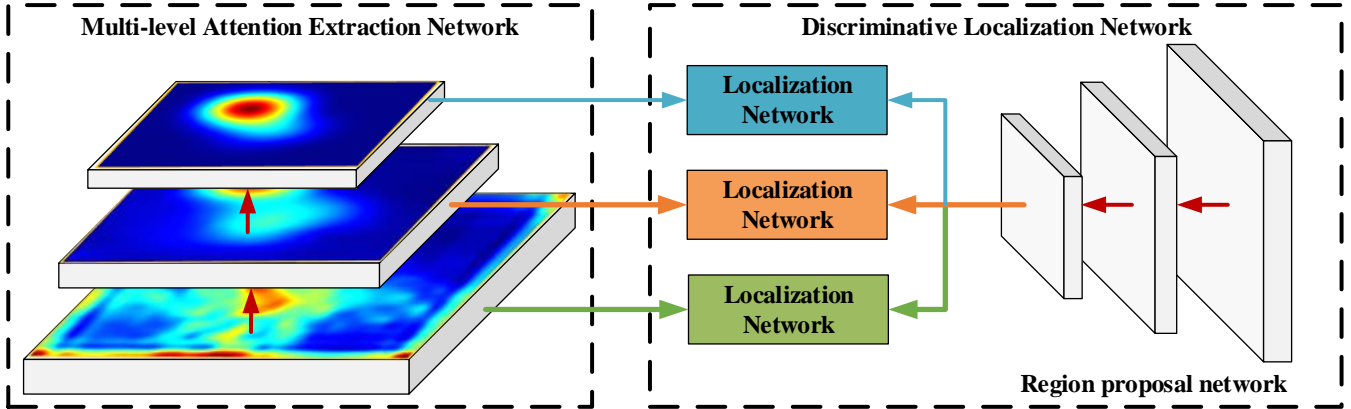 Multi-level Attention Extraction Network
Discriminative Localization Network
Localization
Network
Localization
Network
Localization
Network
Region proposal network